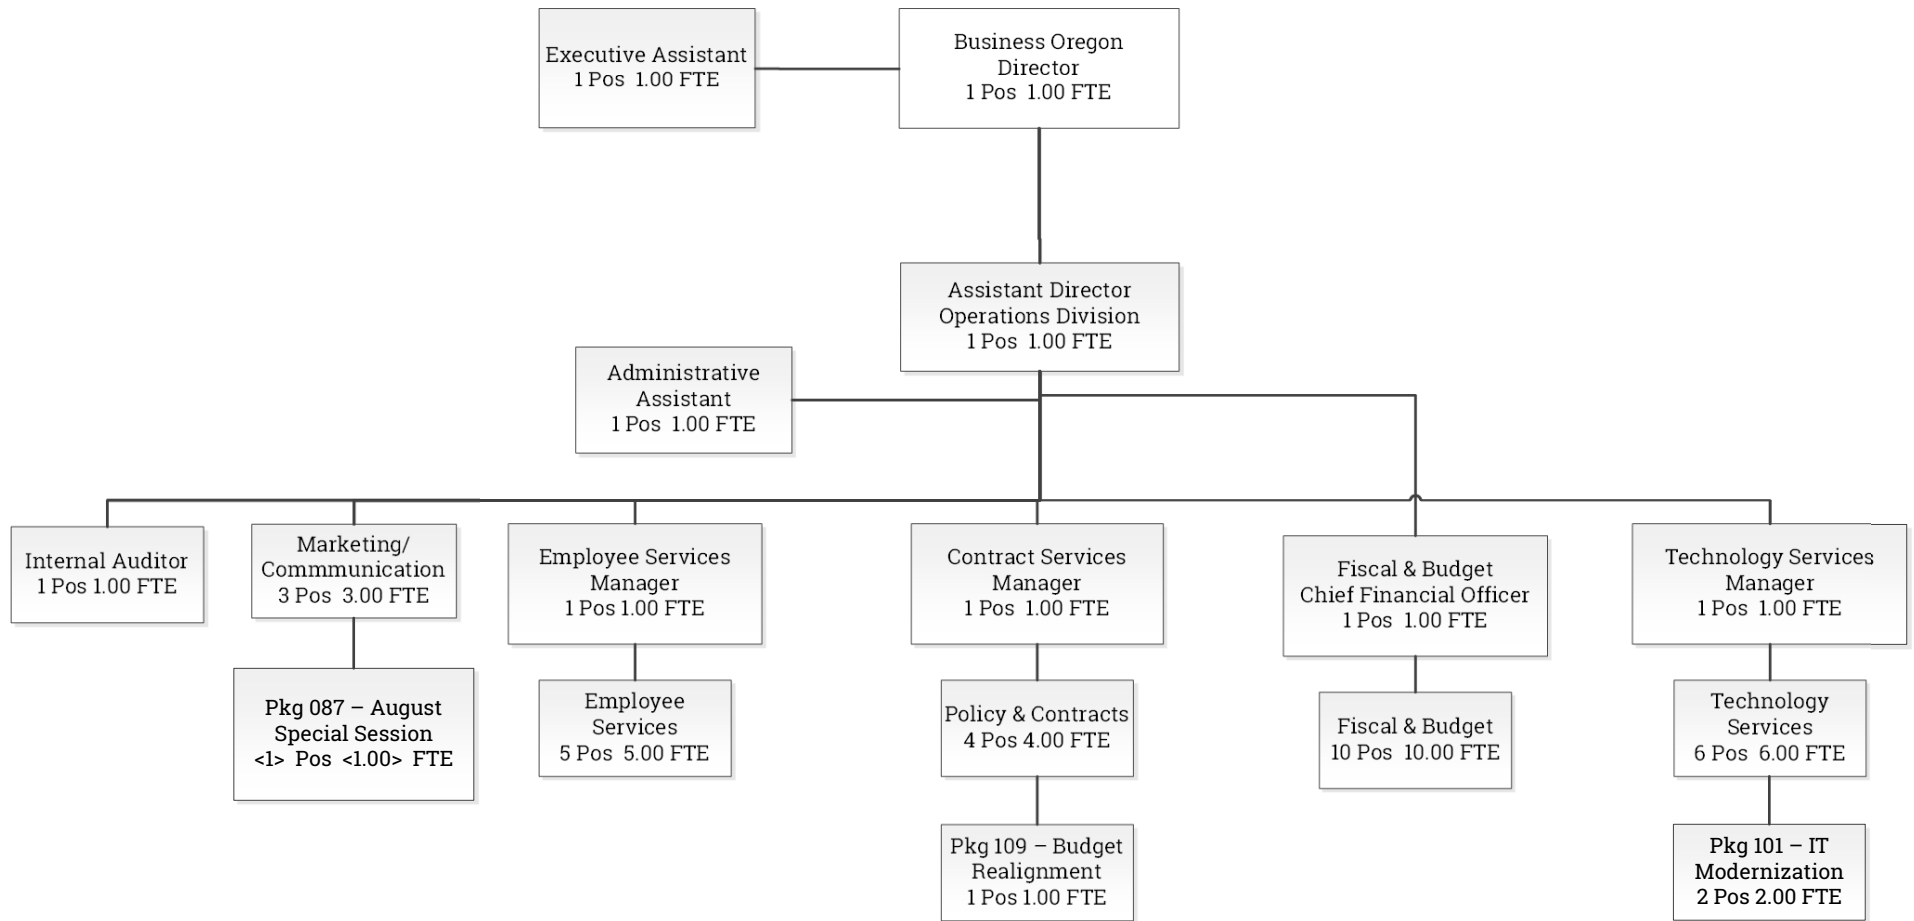 Executive Assistant
1 Pos 1.00 FTE
Business Oregon
Director
1 Pos 1.00 FTE
Assistant Director
Operations Division
1 Pos 1.00 FTE
Administrative
Assistant
1 Pos 1.00 FTE
Internal Auditor
1 Pos 1.00 FTE
Marketing/
Commmunication
3 Pos 3.00 FTE
Employee Services
Manager
1 Pos 1.00 FTE
Contract Services
Manager
1 Pos 1.00 FTE
Fiscal & Budget
Chief Financial Officer
1 Pos 1.00 FTE
Technology Services
Manager
1 Pos 1.00 FTE
Pkg 087 – August
Special Session
<1> Pos <1.00> FTE
Employee
Services
5 Pos 5.00 FTE
Policy & Contracts
4 Pos 4.00 FTE
Fiscal & Budget
10 Pos 10.00 FTE
Technology
Services
6 Pos 6.00 FTE
Pkg 109 – Budget
Realignment
1 Pos 1.00 FTE
Pkg 101 – IT
Modernization
2 Pos 2.00 FTE